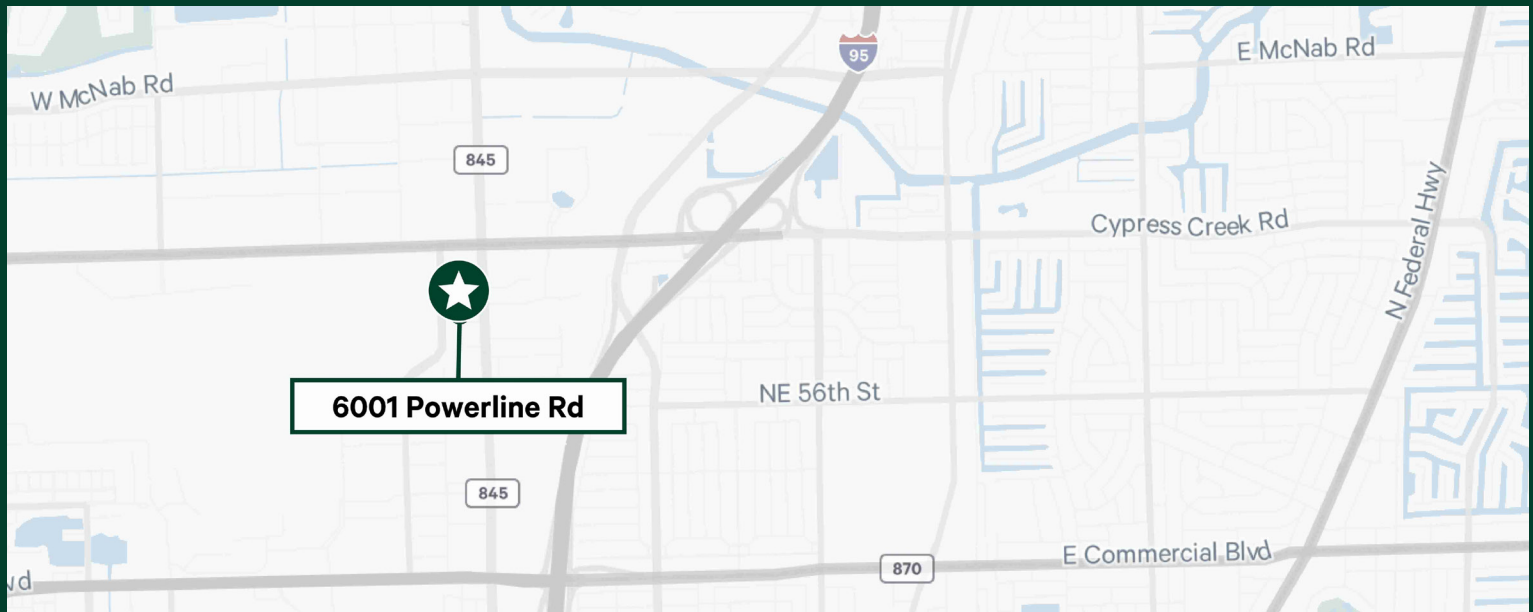 95
E McNab Rd
W McNab Rd
845
Cypress Creek Rd
N Federal Hwy
6001 Powerline Rd
NE 56th St
845
E Commercial Blvd
870
vd